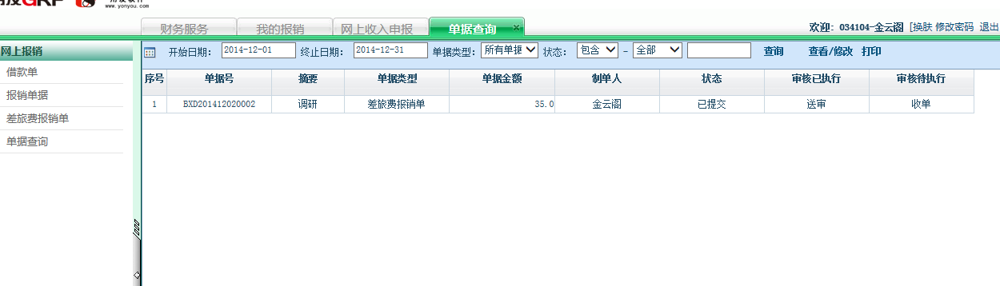 GRP
www.yonyou.com
财务服务 我的报销 网上收入申报 单据查询
欢迎: 034104-金云阁 [换肤 修改密码 退出
网上报销
开始日期: 2014-12-01 终止日期: 2014-12-31 单据类型: 所有单据 状态: 包含 - 全部 查询 查看/修改 打印
借款单
报销单据
差旅费报销单
单据查询
序号 单据号 摘要 单据类型 单据金额 制单人 状态 审核已执行 审核待执行
1 BXD201412020002 调研 差旅费报销单 35.0 金云阁 已提交 送审 收单